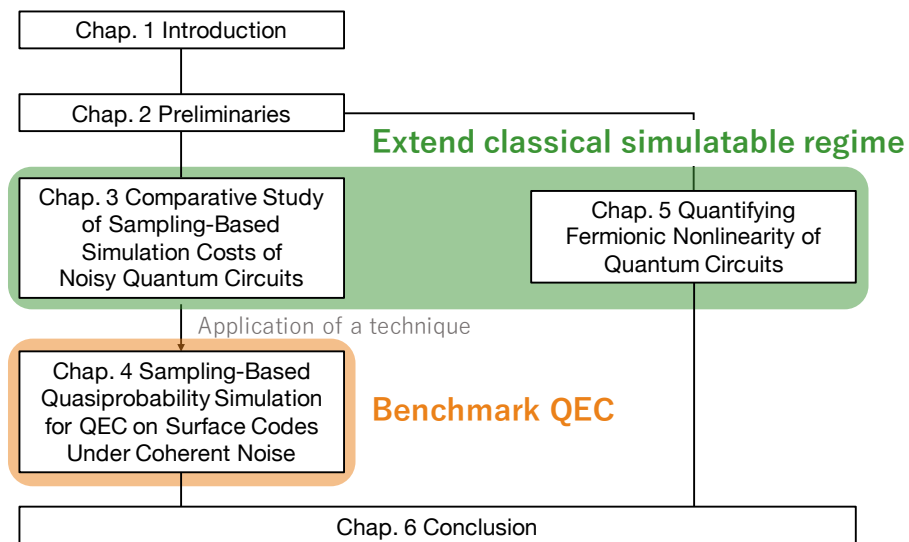 Chap. 1 Introduction
Chap. 2 Preliminaries
Extend classical simulatable regime
Chap. 3 Comparative Study
of Sampling-Based
Simulation Costs of
Noisy Quantum Circuits
Chap. 5 Quantifying
Fermionic Nonlinearity of
Quantum Circuits
Application of a technique
Chap. 4 Sampling-Based
Quasiprobability Simulation
for QEC on Surface Codes
Under Coherent Noise
Benchmark QEC
Chap. 6 Conclusion